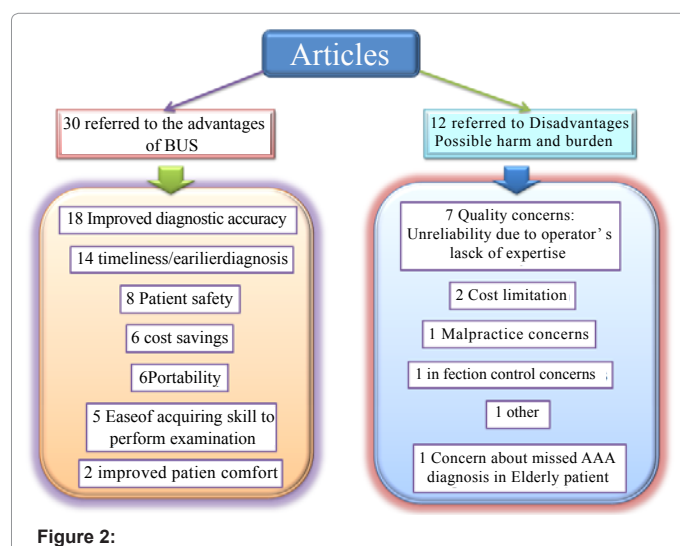 Articles
30 referred to the advantages
of BUS
18 Improved diagnostic accuracy
14 timeliness/earilierdiagnosis
8 Patient safety
6 cost savings
6Portability
5 Easeof acquiring skill to
perform examination
2 improved patien comfort
12 referred to Disadvantages
Possible harm and burden
7 Quality concerns:
Unreliability due to operator's
lasck of expertise
2 Cost limitation
1 Malpractice concerns
1 in fection control concerns
1 other
1 Concern about missed AAA
diagnosis in Elderly patient
Figure 2: